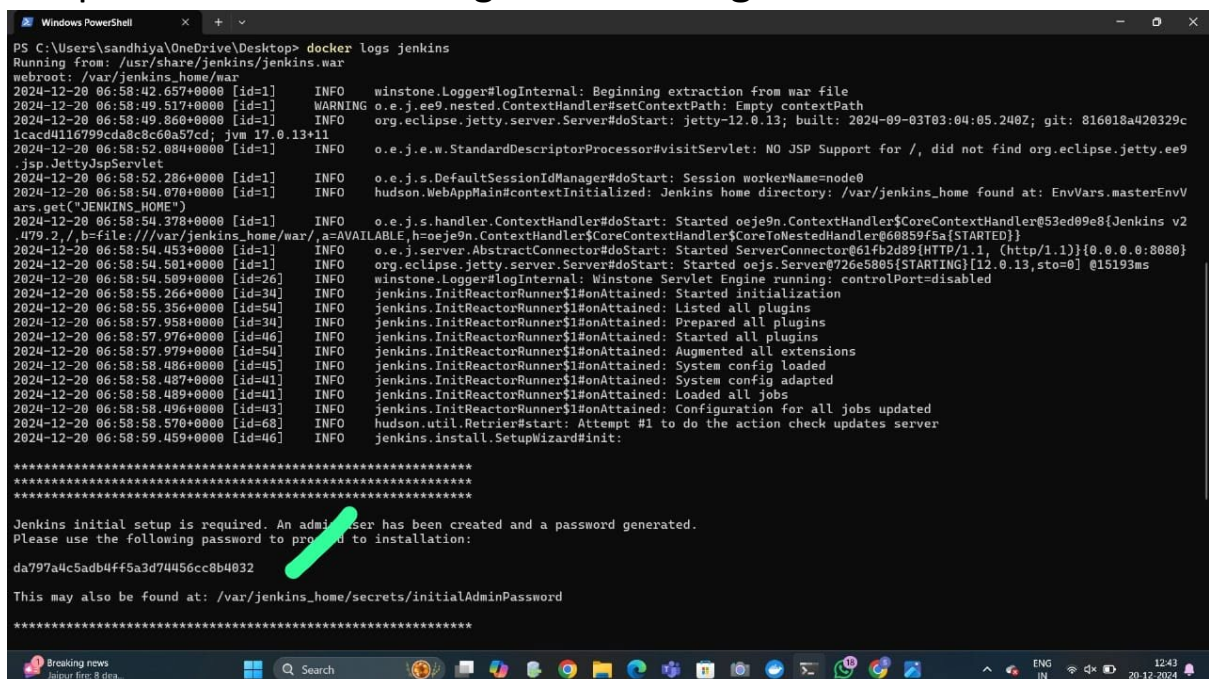 Windows PowerShell
PS C:\Users\sandhiya\OneDrive\Desktop> docker logs jenkins
Running from: /usr/share/jenkins/jenkins.war
webroot: /var/jenkins_home/war
2024-12-20 06:58:42.657+0000 [id=1] INFO winstone.Logger#logInternal: Beginning extraction from war file
2024-12-20 06:58:49.517+0000 [id=1] WARNING o.e.j.ee9.nested.ContextHandler#setContextPath: Empty contextPath
2024-12-20 06:58:49.860+0000 [id=1] INFO org.eclipse.jetty.server.Server#doStart: jetty-12.0.13; built: 2024-09-03T03:04:05.240Z; git: 816018a420329c
1cacd4116799cda8c8c60a57cd; jvm 17.0.13+11
2024-12-20 06:58:52.084+0000 [id=1] INFO o.e.j.e.w.StandardDescriptorProcessor#visitServlet: NO JSP Support for /, did not find org.eclipse.jetty.ee9
.jsp.JettyJspServlet
2024-12-20 06:58:52.286+0000 [id=1] INFO o.e.j.s.DefaultSessionIdManager#doStart: Session workerName=node0
2024-12-20 06:58:54.070+0000 [id=1] INFO hudson.WebAppMain#contextInitialized: Jenkins home directory: /var/jenkins_home found at: EnvVars.masterEnvV
ars.get("JENKINS_HOME")
2024-12-20 06:58:54.378+0000 [id=1] INFO o.e.j.s.handler.ContextHandler#doStart: Started oeje9n.ContextHandler$CoreContextHandler@53ed09e8{Jenkins v2
.479.2,/,b=file:///var/jenkins_home/war/,a=AVAILABLE,h=oeje9n.ContextHandler$CoreContextHandler$CoreToNestedHandler@60859f5a{STARTED}}
2024-12-20 06:58:54.453+0000 [id=1] INFO o.e.j.server.AbstractConnector#doStart: Started ServerConnector@61fb2d89{HTTP/1.1, (http/1.1)}{0.0.0.0:8080}
2024-12-20 06:58:54.501+0000 [id=1] INFO org.eclipse.jetty.server.Server#doStart: Started oejs.Server@726e5805{STARTING}[12.0.13,sto=0] @15193ms
2024-12-20 06:58:54.509+0000 [id=26] INFO winstone.Logger#logInternal: Winstone Servlet Engine running: controlPort=disabled
2024-12-20 06:58:55.266+0000 [id=34] INFO jenkins.InitReactorRunner$1#onAttained: Started initialization
2024-12-20 06:58:55.356+0000 [id=54] INFO jenkins.InitReactorRunner$1#onAttained: Listed all plugins
2024-12-20 06:58:57.958+0000 [id=34] INFO jenkins.InitReactorRunner$1#onAttained: Prepared all plugins
2024-12-20 06:58:57.976+0000 [id=46] INFO jenkins.InitReactorRunner$1#onAttained: Started all plugins
2024-12-20 06:58:57.979+0000 [id=54] INFO jenkins.InitReactorRunner$1#onAttained: Augmented all extensions
2024-12-20 06:58:58.486+0000 [id=45] INFO jenkins.InitReactorRunner$1#onAttained: System config loaded
2024-12-20 06:58:58.487+0000 [id=41] INFO jenkins.InitReactorRunner$1#onAttained: System config adapted
2024-12-20 06:58:58.489+0000 [id=41] INFO jenkins.InitReactorRunner$1#onAttained: Loaded all jobs
2024-12-20 06:58:58.496+0000 [id=43] INFO jenkins.InitReactorRunner$1#onAttained: Configuration for all jobs updated
2024-12-20 06:58:58.570+0000 [id=68] INFO hudson.util.Retrier#start: Attempt #1 to do the action check updates server
2024-12-20 06:58:59.459+0000 [id=46] INFO jenkins.install.SetupWizard#init:
*************************************************************
*************************************************************
*************************************************************
Jenkins initial setup is required. An has been created and a password generated.
Please use the following password to to installation:
da797a4c5adb4ff5a3d74456cc8b4032
This may also be found at: /var/jenkins_home/secrets/initialAdminPassword
*************************************************************
Breaking news
Jaipur fire: 8 dea...
Search
ENG
IN
12:43
20-12-2024